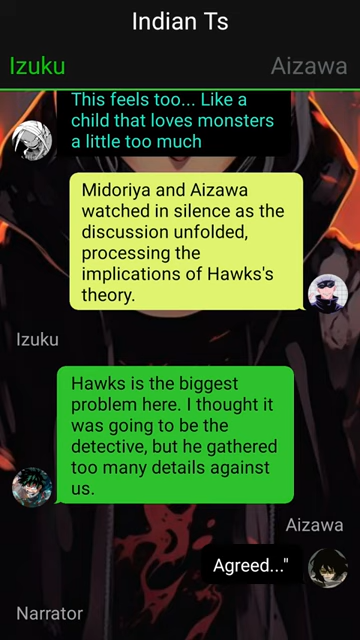 Indian Ts
Izuku
Aizawa
This feels too... Like a
child that loves monsters
a little too much
Midoriya and Aizawa
watched in silence as the
discussion unfolded,
processing the
implications of Hawks's
theory.
Izuku
Hawks is the biggest
problem here. I thought it
was going to be the
detective, but he gathered
too many details against
us.
Aizawa
Agreed..."
Narrator